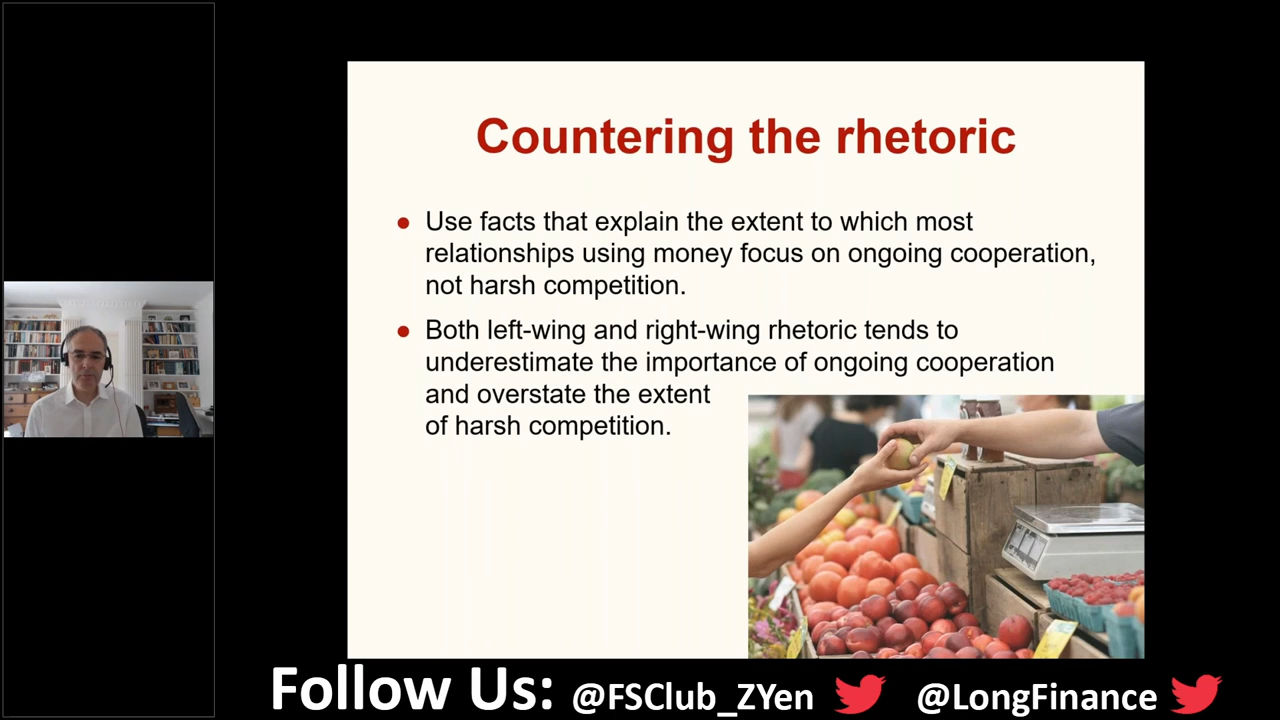 Countering the rhetoric
● Use facts that explain the extent to which most
relationships using money focus on ongoing cooperation,
not harsh competition.
● Both left-wing and right-wing rhetoric tends to
underestimate the importance of ongoing cooperation
and overstate the extent
of harsh competition.
Follow Us: @FSClub_ZYen @LongFinance